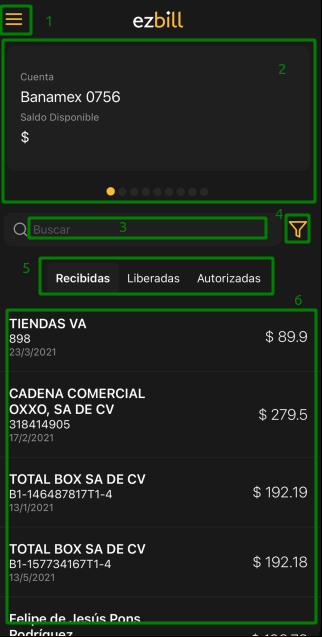 1
ezbill
2
Cuenta
Banamex 0756
Saldo Disponible
$
4
Buscar
3
5
Recibidas Liberadas Autorizadas
6
TIENDAS VA
898
$ 89.9
23/3/2021
CADENA COMERCIAL
OXXO, SA DE CV
318414905
$ 279.5
17/2/2021
TOTAL BOX SA DE CV
B1-146487817T1-4
$ 192.19
13/1/2021
TOTAL BOX SA DE CV
B1-157734167T1-4
$ 192.18
13/5/2021
Felipe de Jesús Pons
Rodríguez